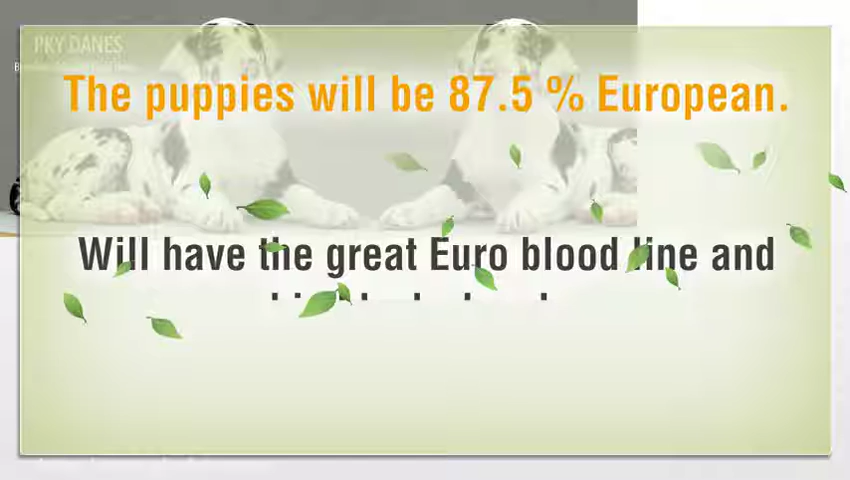 PKY DANES
The puppies will be 87.5 % European.
Will have the great Euro blood line and